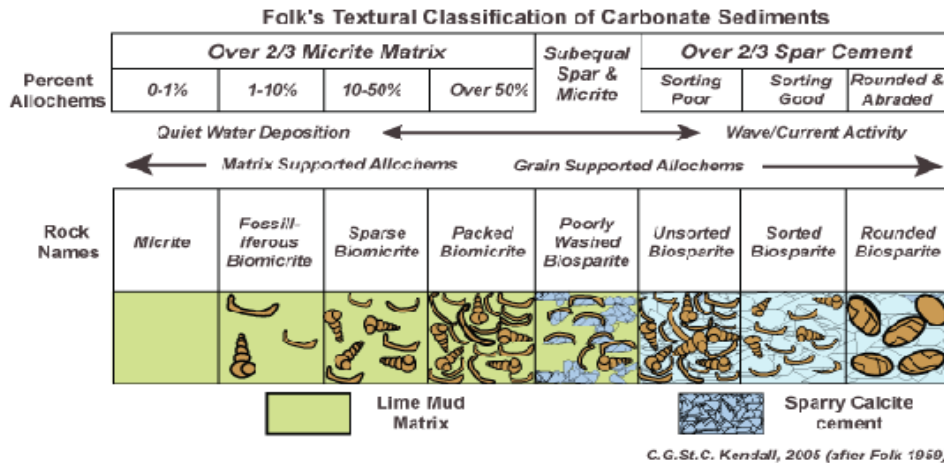 Folk's Textural Classification of Carbonate Sediments
Over 2/3 Micrite Matrix
Subequal
Spar &
Micrite
Over 2/3 Spar Cement
Percent
Allochems
0-1%
1-10%
10-50%
Over 50%
Sorting
Poor
Sorting
Good
Rounded &
Abraded
Quiet Water Deposition
Wave/Current Activity
Matrix Supported Allochems
Grain Supported Allochems
Rock
Names
Micrite
Fossill-
iferous
Biomicrite
Sparse
Biomicrite
Packed
Biomicrite
Poorly
Washed
Biosparite
Unsorted
Biosparite
Sorted
Biosparite
Rounded
Biosparite
Lime Mud
Matrix
Sparry Calcite
cement
C.G.St.C. Kendall, 2005 (after Folk 1959)